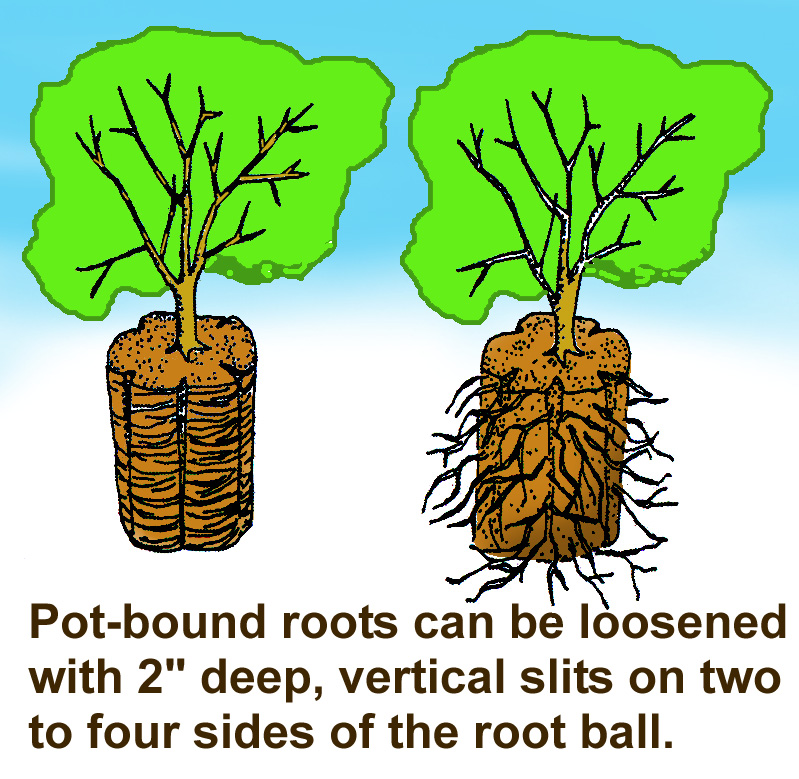 Pot-bound roots can be loosened
with 2" deep, vertical slits on two
to four sides of the root ball.